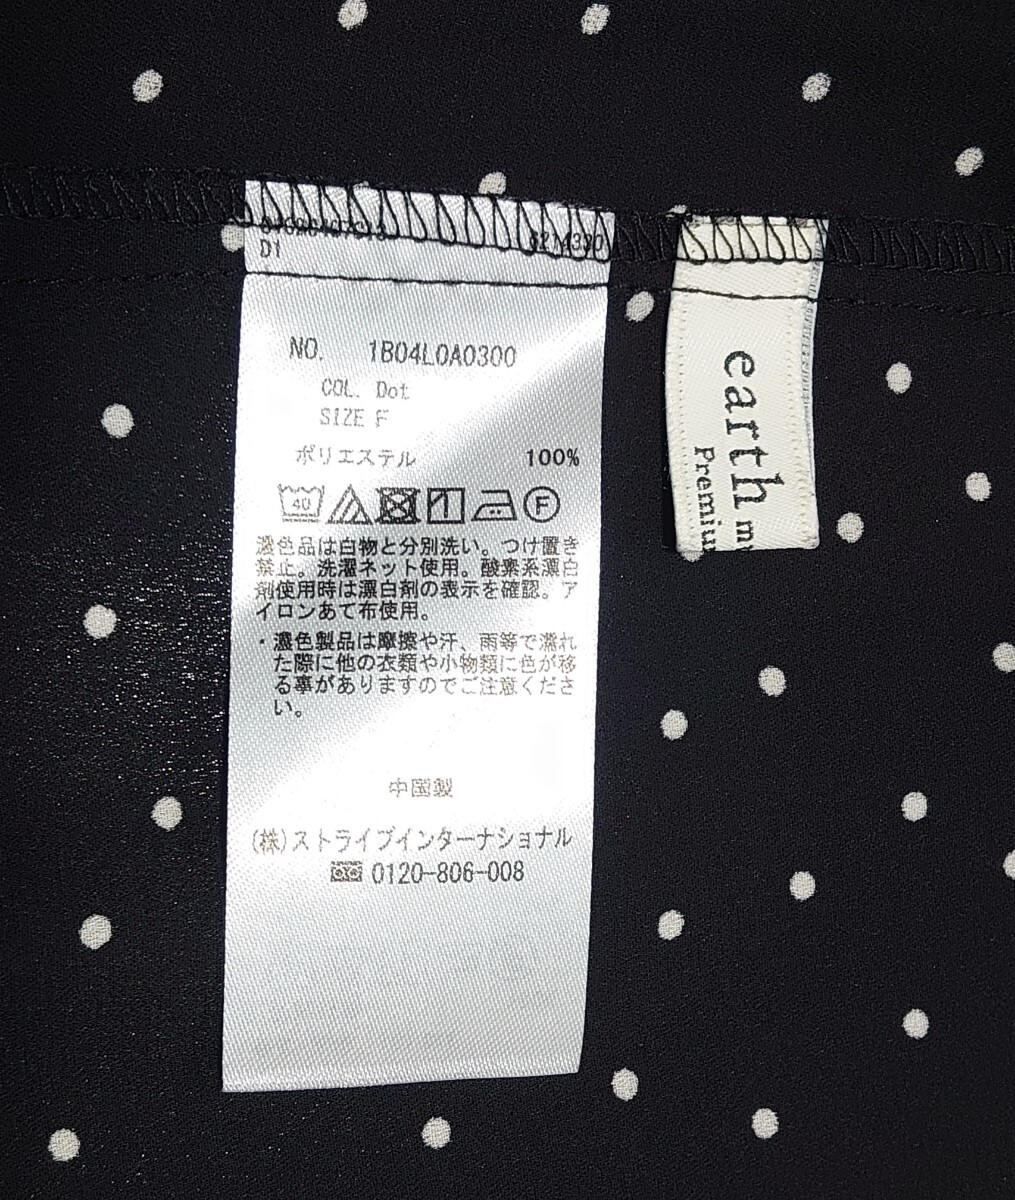 D1
NO. 1B04L0A0300
COL. Dot
SIZE F
ポリエステル 100%
40 F
濃色品は白物と分別洗い。つけ置き
禁止。洗濯ネット使用。酸素系漂白
剤使用時は漂白剤の表示を確認。ア
イロンあて布使用。
・濃色製品は摩擦や汗、雨等で濡れ
た際に他の衣類や小物類に色が移
る事がありますのでご注意くださ
い。
中国製
(株)ストライプインターナショナル
0120-806-008
earth